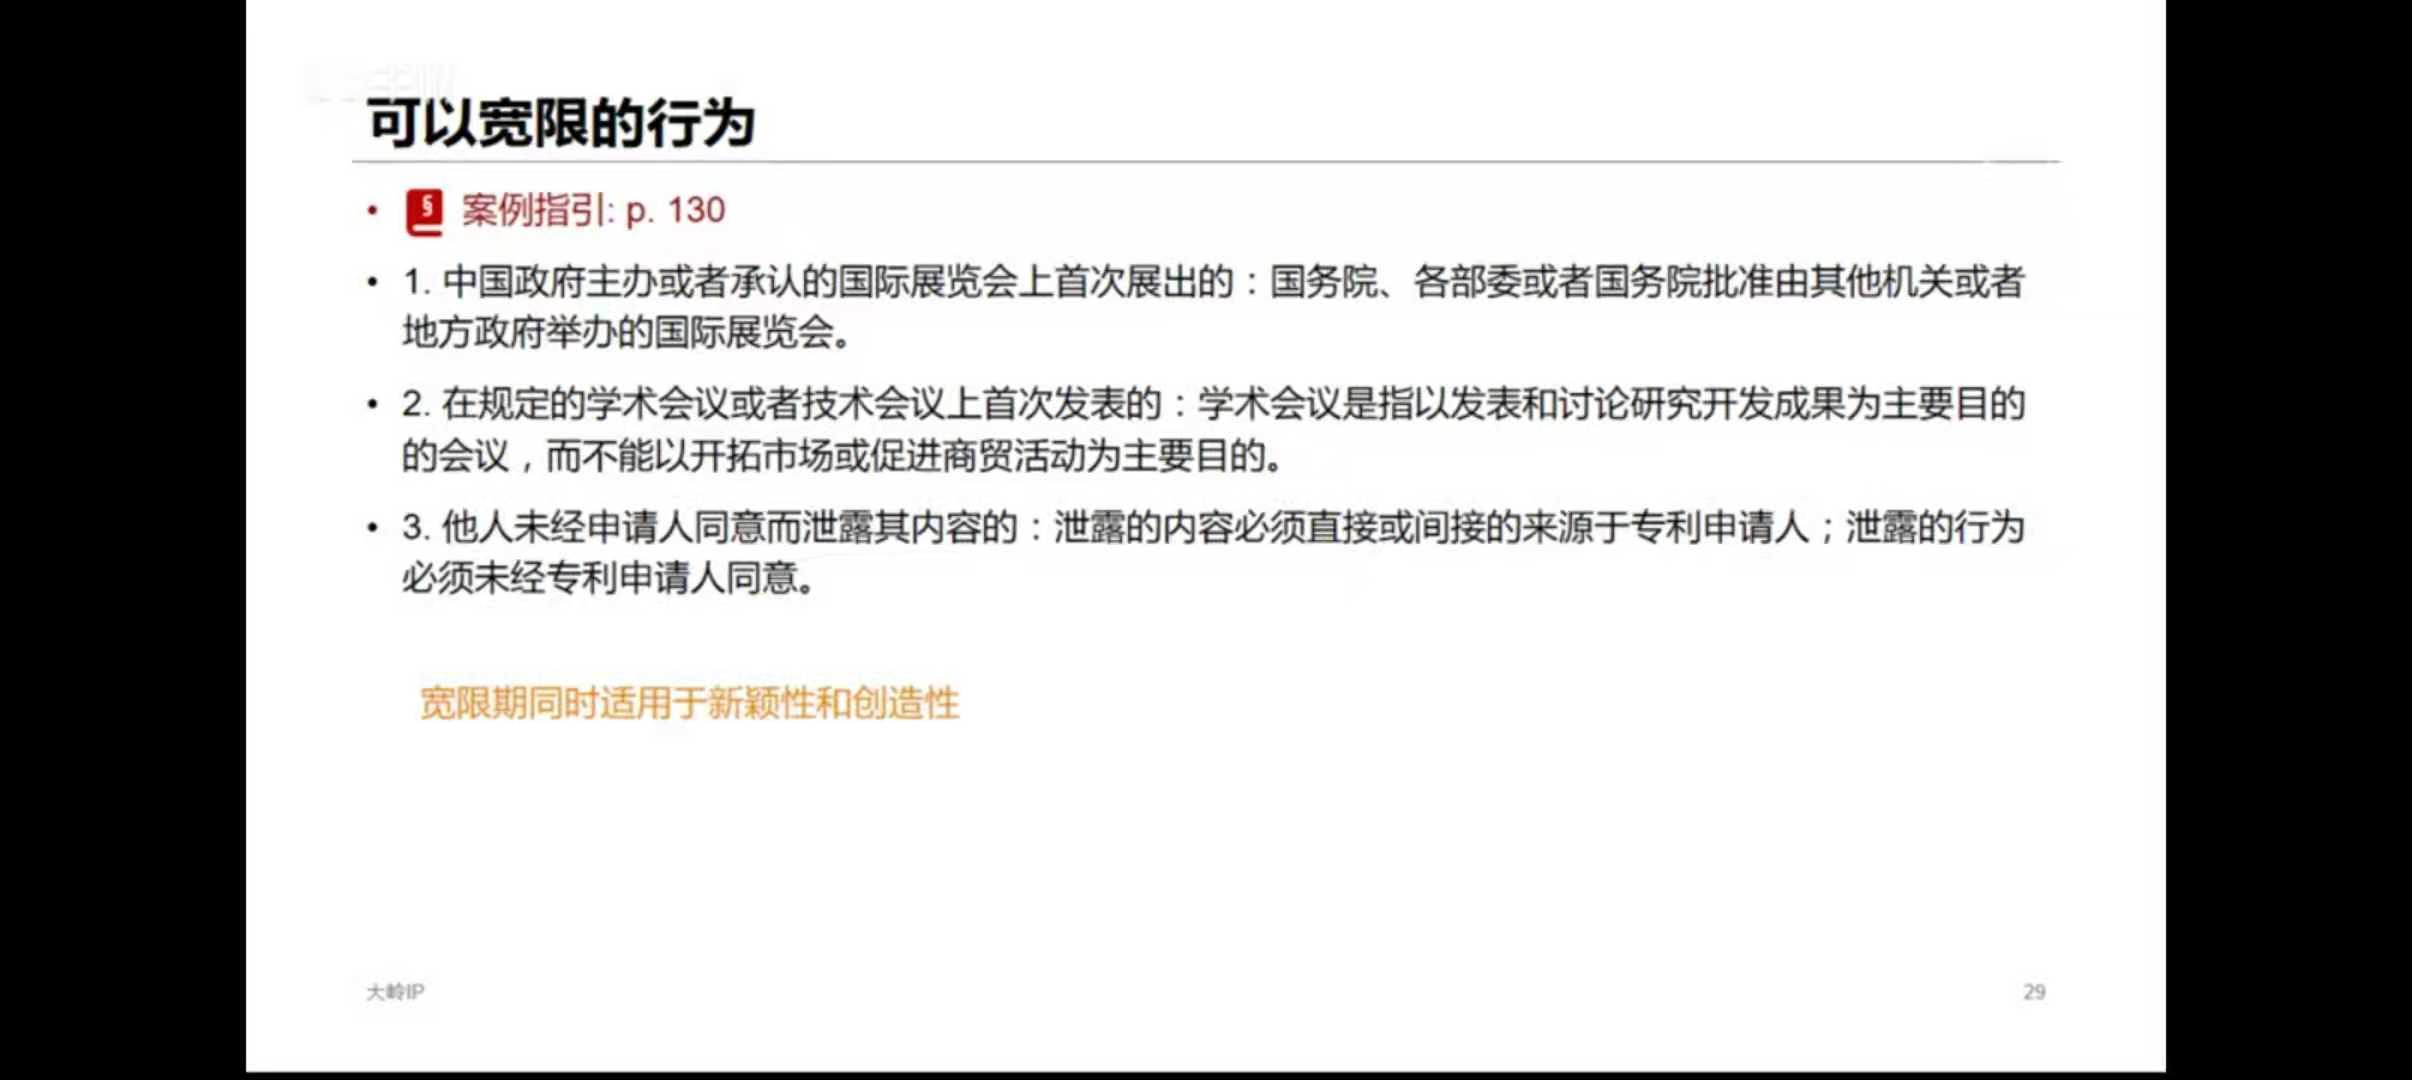 可以宽限的行为
• § 案例指引: p. 130
• 1. 中国政府主办或者承认的国际展览会上首次展出的：国务院、各部委或者国务院批准由其他机关或者
地方政府举办的国际展览会。
• 2. 在规定的学术会议或者技术会议上首次发表的：学术会议是指以发表和讨论研究开发成果为主要目的
的会议，而不能以开拓市场或促进商贸活动为主要目的。
• 3. 他人未经申请人同意而泄露其内容的：泄露的内容必须直接或间接的来源于专利申请人；泄露的行为
必须未经专利申请人同意。
宽限期同时适用于新颖性和创造性
大岭IP
29